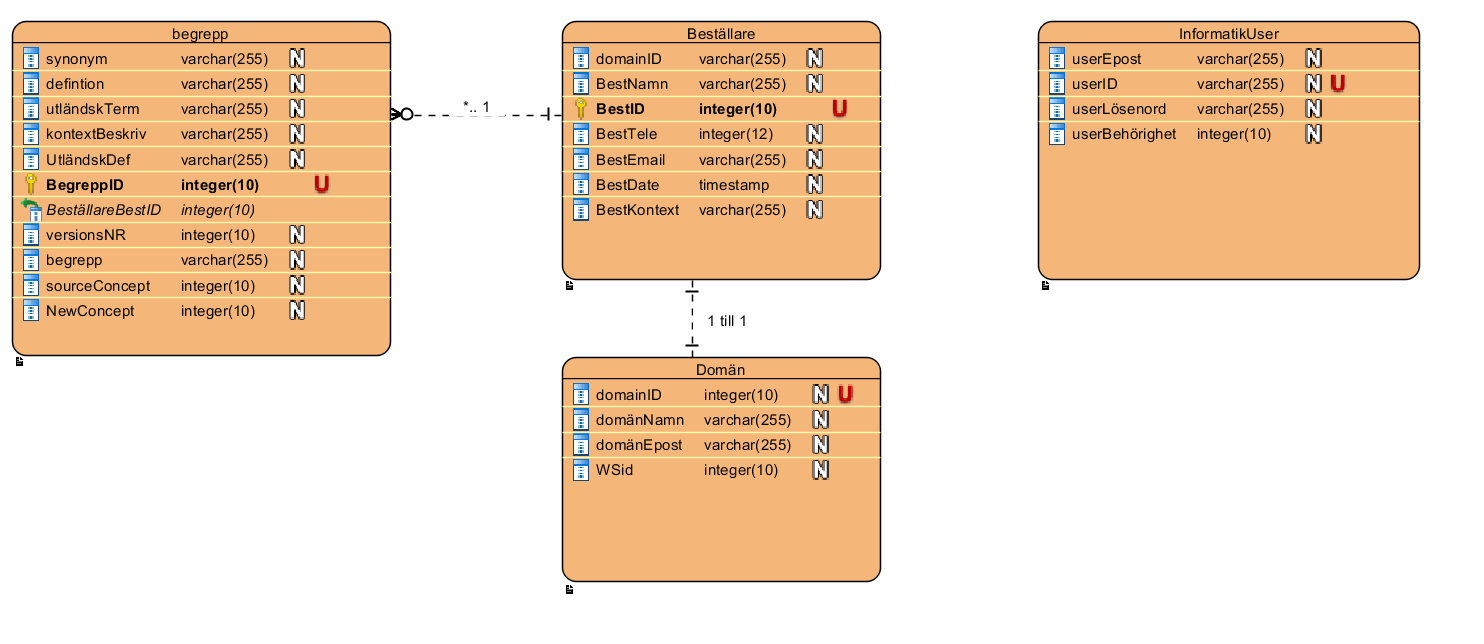 begrepp
synonym varchar(255) N
defintion varchar(255) N
utländskTerm varchar(255) N
kontextBeskriv varchar(255) N
UtländskDef varchar(255) N
BegreppID integer(10) U
BeställareBestID integer(10)
versionsNR integer(10) N
begrepp varchar(255) N
sourceConcept integer(10) N
NewConcept integer(10) N
*.. 1
Beställare
domainID varchar(255) N
BestNamn varchar(255) N
BestID integer(10) U
BestTele integer(12) N
BestEmail varchar(255) N
BestDate timestamp N
BestKontext varchar(255) N
1 till 1
Domän
domainID integer(10) N U
domänNamn varchar(255) N
domänEpost varchar(255) N
WSid integer(10) N
InformatikUser
userEpost varchar(255) N
userID varchar(255) N U
userLösenord varchar(255) N
userBehörighet integer(10) N